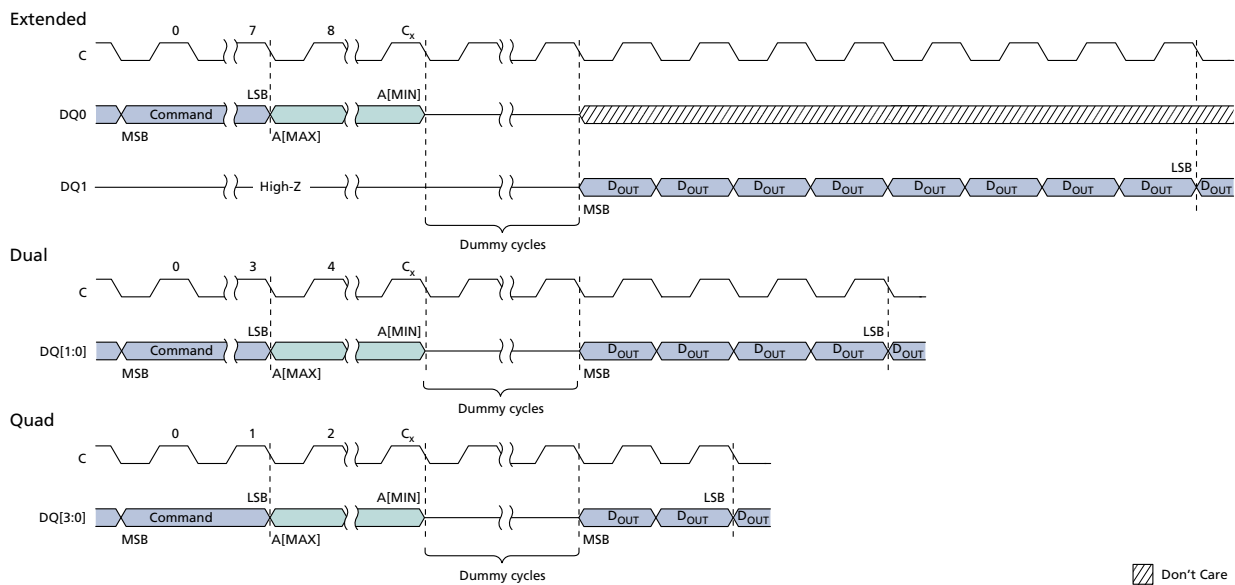 Extended
0 7 8 Cx
C
LSB A[MIN]
DQ0 Command
MSB A[MAX]
LSB
DQ1 High-Z DOUT DOUT DOUT DOUT DOUT DOUT DOUT DOUT DOUT
MSB
Dummy cycles
Dual
0 3 4 Cx
C
LSB A[MIN] LSB
DQ[1:0] Command DOUT DOUT DOUT DOUT DOUT
MSB A[MAX] MSB
Dummy cycles
Quad
0 1 2 Cx
C
LSB A[MIN] LSB
DQ[3:0] Command DOUT DOUT DOUT
MSB A[MAX] MSB
Dummy cycles
Don't Care